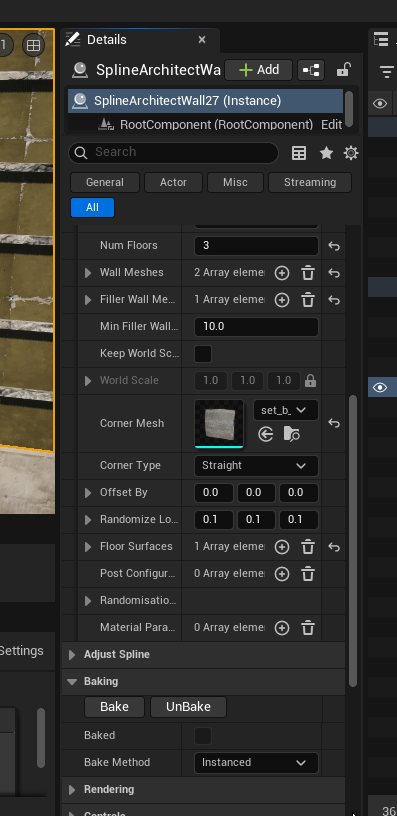 1
Details
SplineArchitectWa
Add
SplineArchitectWall27 (Instance)
RootComponent (RootComponent) Edit
Search
General Actor Misc Streaming
All
Num Floors 3
Wall Meshes 2 Array eleme
Filler Wall Me... 1 Array eleme
Min Filler Wall... 10.0
Keep World Sc...
World Scale 1.0 1.0 1.0
Corner Mesh set_b_
Corner Type Straight
Offset By 0.0 0.0 0.0
Randomize Lo... 0.1 0.1 0.1
Floor Surfaces 1 Array eleme
Post Configur... 0 Array eleme
Randomisatio...
Material Para... 0 Array eleme
Settings
Adjust Spline
Baking
Bake UnBake
Baked
Bake Method Instanced
Rendering
Controls
36